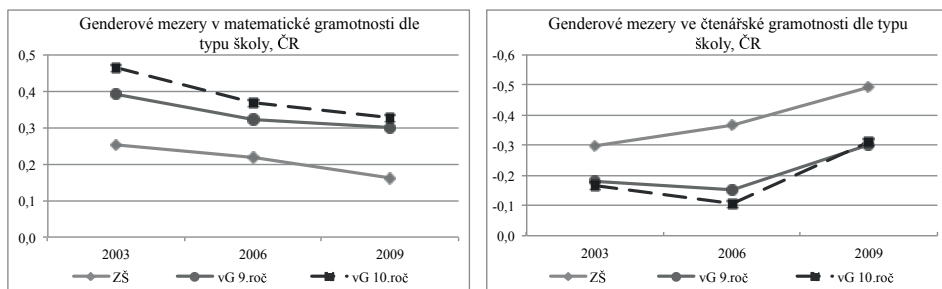 Genderové mezery v matematické gramotnosti dle
typu školy, ČR
0,5
0,4
0,3
0,2
0,1
0,0
2003 2006 2009
ZŠ vG 9.roč vG 10.roč
Genderové mezery ve čtenářské gramotnosti dle typu
školy, ČR
-0,6
-0,5
-0,4
-0,3
-0,2
-0,1
0,0
2003 2006 2009
ZŠ vG 9.roč vG 10.roč